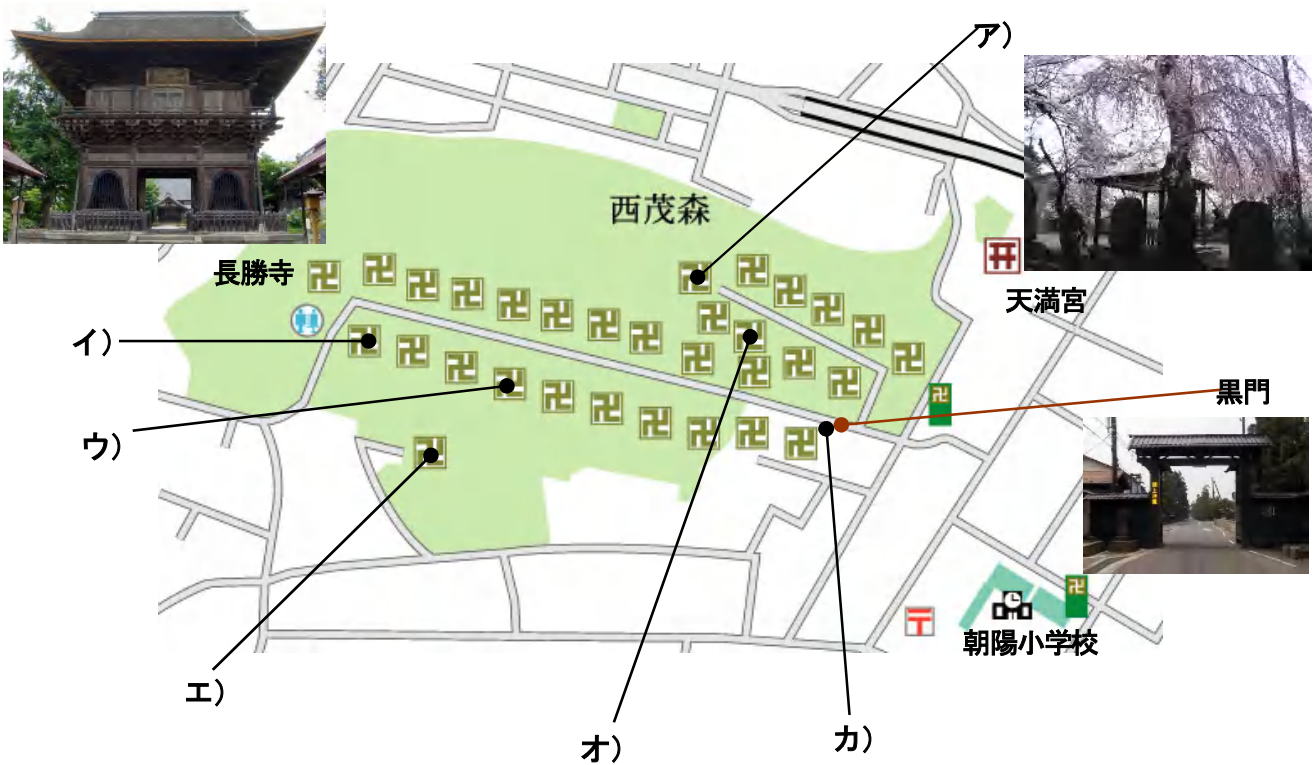 ア）
西茂森
長勝寺
天満宮
イ）
黒門
ウ）
エ）
オ）
カ）
朝陽小学校